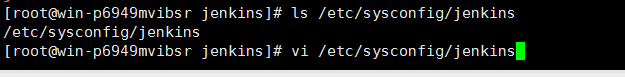 [root@win-p6949mvibsr jenkins]# ls /etc/sysconfig/jenkins
/etc/sysconfig/jenkins
[root@win-p6949mvibsr jenkins]# vi /etc/sysconfig/jenkins